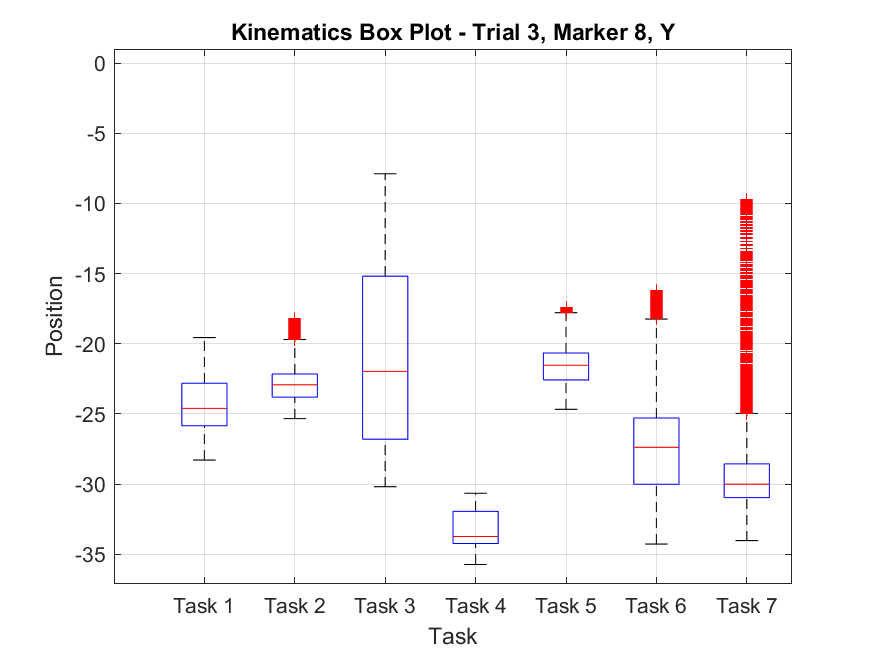 Kinematics Box Plot - Trial 3, Marker 8, Y
0
-5
-10
-15
-20
-25
-30
-35
Position
Task 1 Task 2 Task 3 Task 4 Task 5 Task 6 Task 7
Task